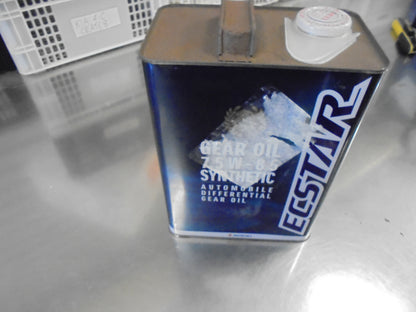 GEAR OIL
75W-85
SYNTHETIC
AUTOMOBILE
DIFFERENTIAL
GEAR OIL
ECSTAR